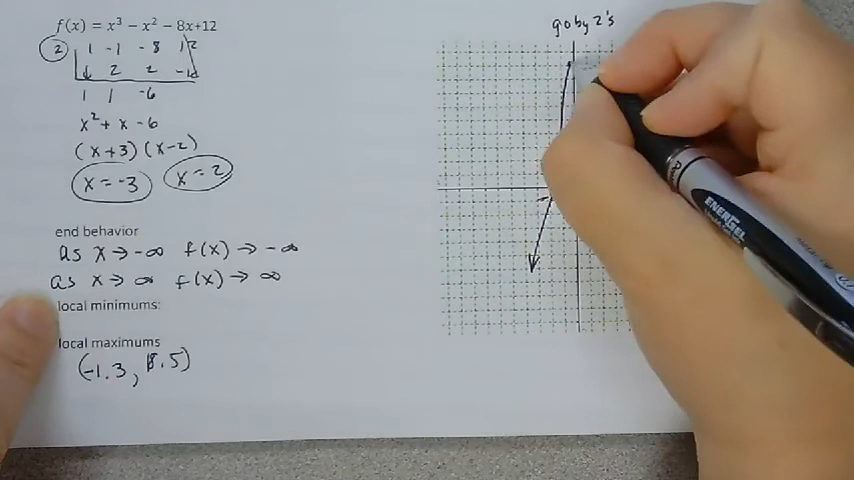 go by 2's
f(x) = x³ − x² − 8x+12
2 1 -1 -8 12
↓ 2 2 -12
1 1 -6
x² + x - 6
(x+3) (x-2)
x = -3 x = 2
end behavior
as x → -∞ f(x) → -∞
as x → ∞ f(x) → ∞
local minimums:
local maximums
(-1.3, 18.5)
ENERGEL